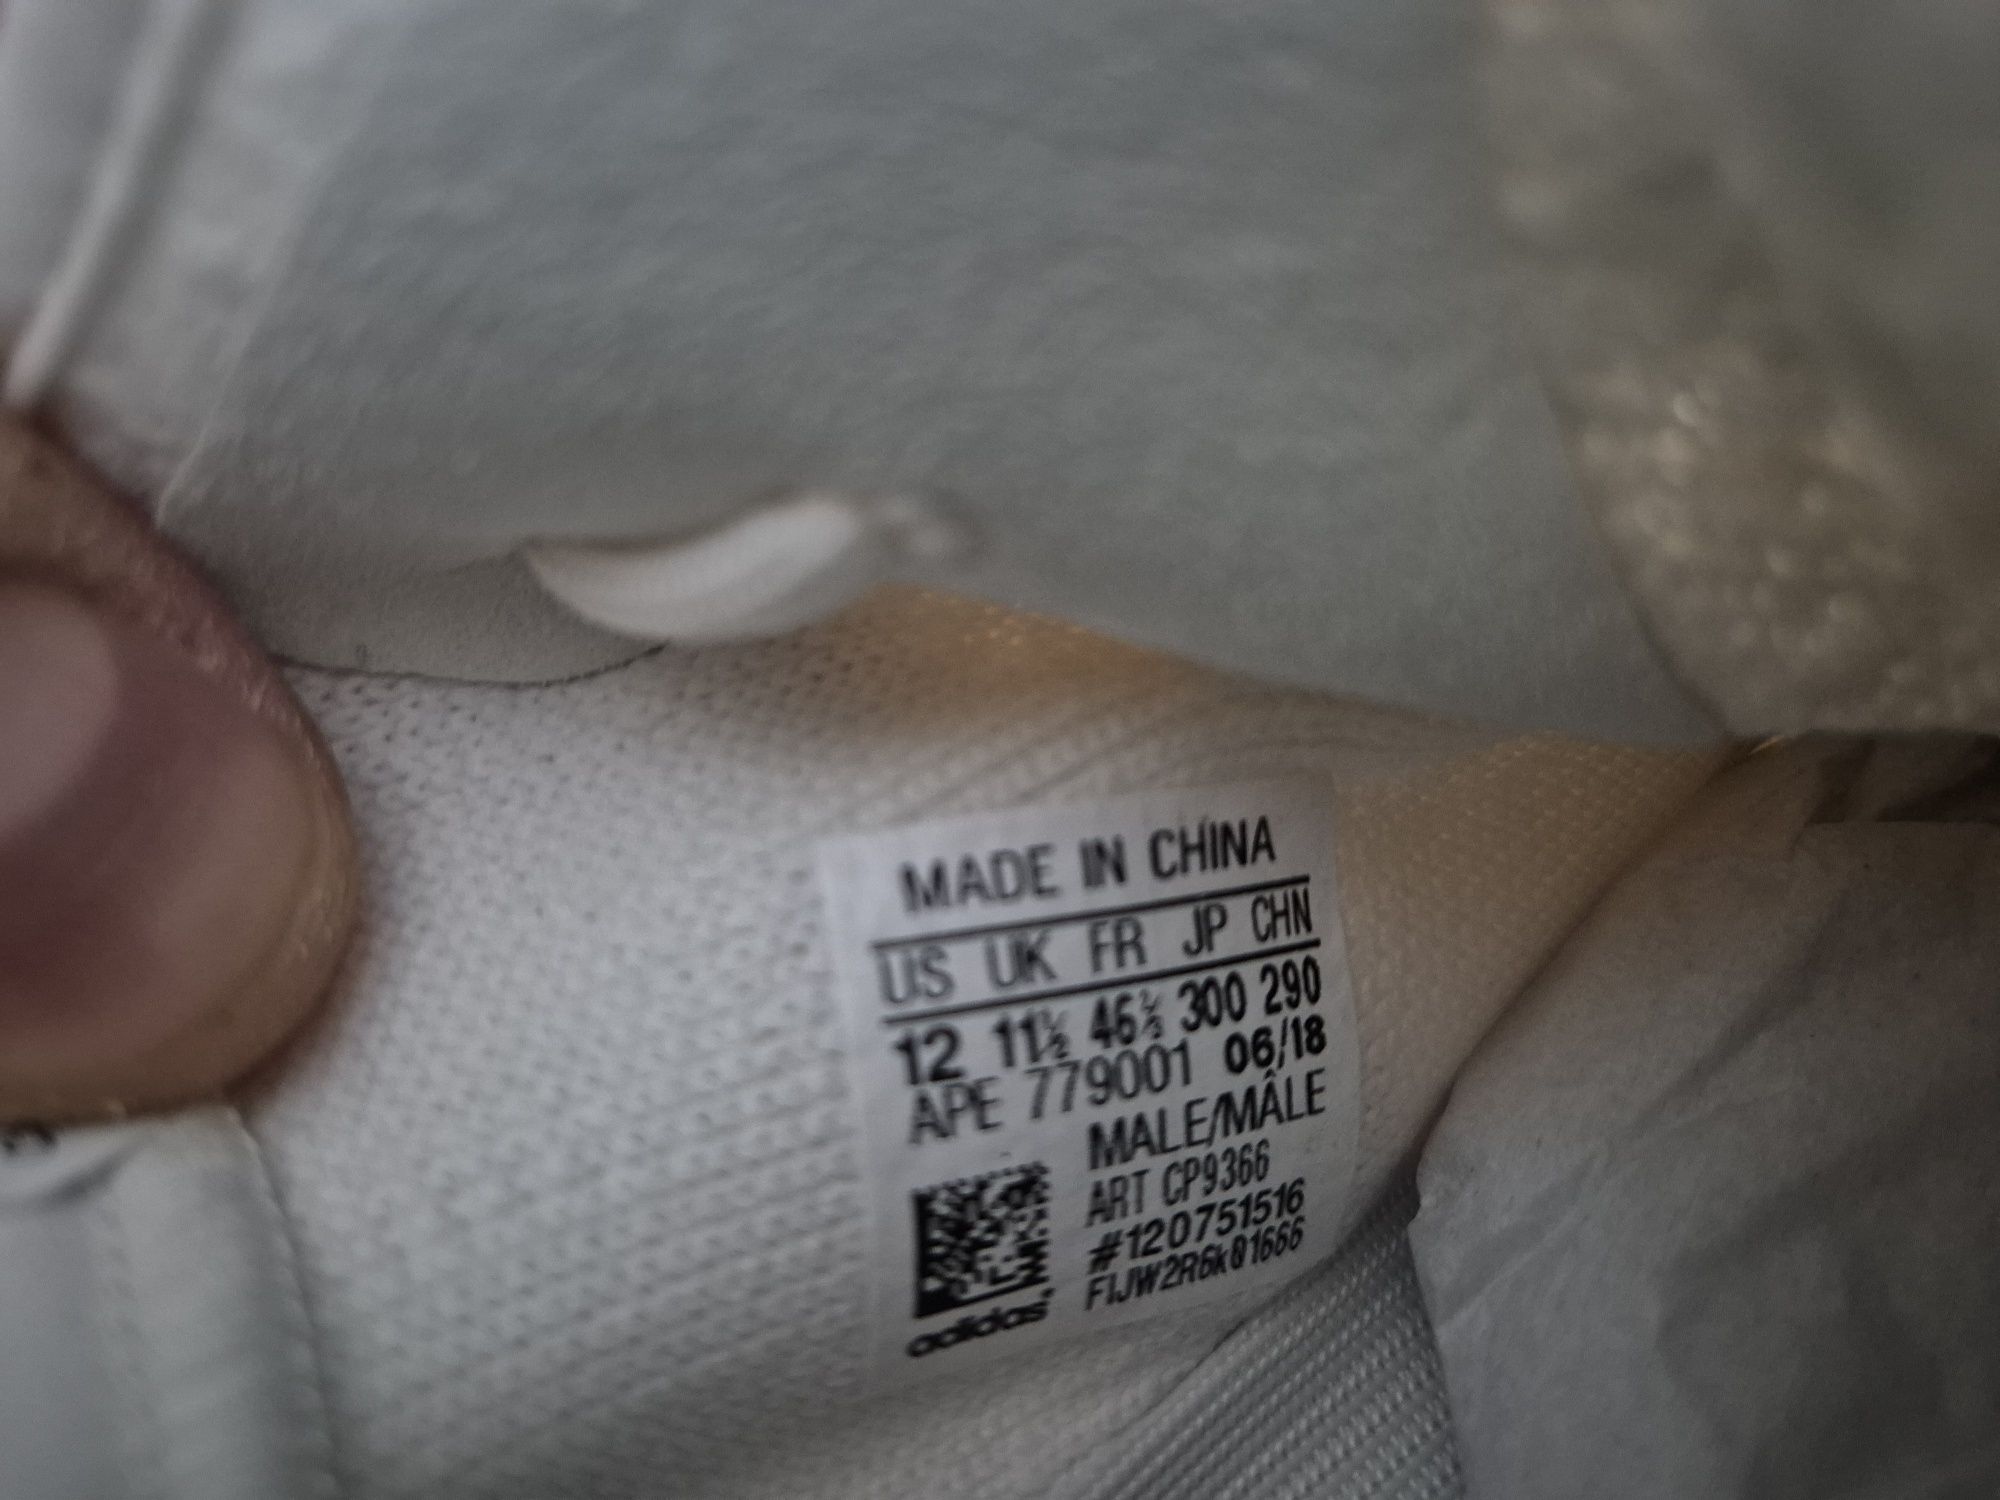 MADE IN CHINA
US UK FR JP CHN
12 11½ 46⅔ 300 290
APE 779001 06/18
MALE/MÂLE
ART CP9366
#120751516
FIJW2R6k01666
adidas